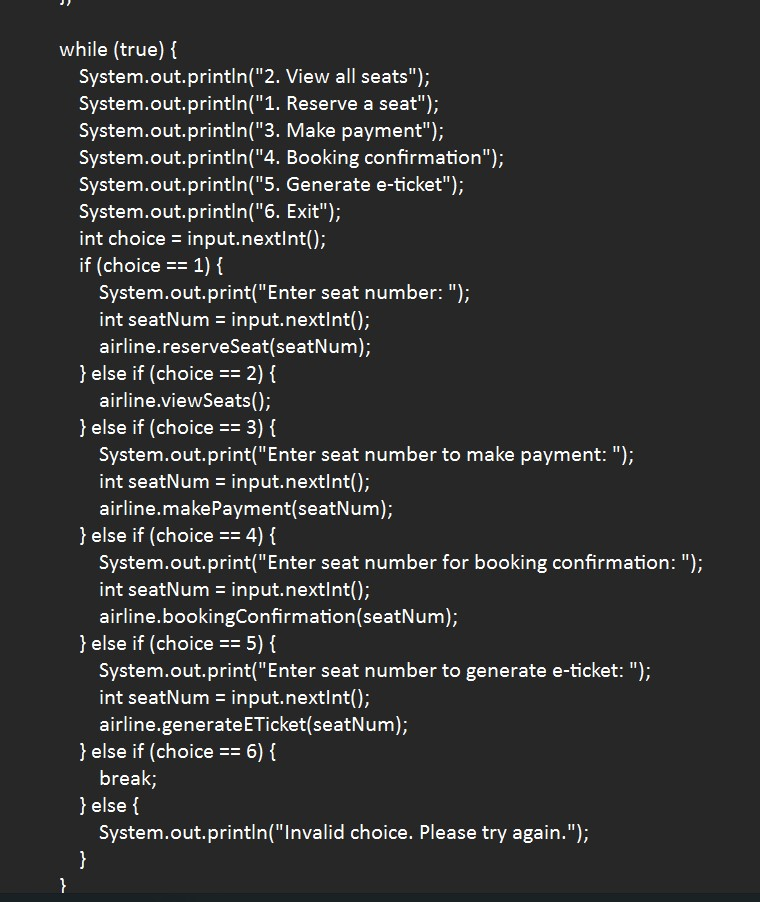 });
while (true) {
System.out.println("2. View all seats");
System.out.println("1. Reserve a seat");
System.out.println("3. Make payment");
System.out.println("4. Booking confirmation");
System.out.println("5. Generate e-ticket");
System.out.println("6. Exit");
int choice = input.nextInt();
if (choice == 1) {
System.out.print("Enter seat number: ");
int seatNum = input.nextInt();
airline.reserveSeat(seatNum);
} else if (choice == 2) {
airline.viewSeats();
} else if (choice == 3) {
System.out.print("Enter seat number to make payment: ");
int seatNum = input.nextInt();
airline.makePayment(seatNum);
} else if (choice == 4) {
System.out.print("Enter seat number for booking confirmation: ");
int seatNum = input.nextInt();
airline.bookingConfirmation(seatNum);
} else if (choice == 5) {
System.out.print("Enter seat number to generate e-ticket: ");
int seatNum = input.nextInt();
airline.generateETicket(seatNum);
} else if (choice == 6) {
break;
} else {
System.out.println("Invalid choice. Please try again.");
}
}